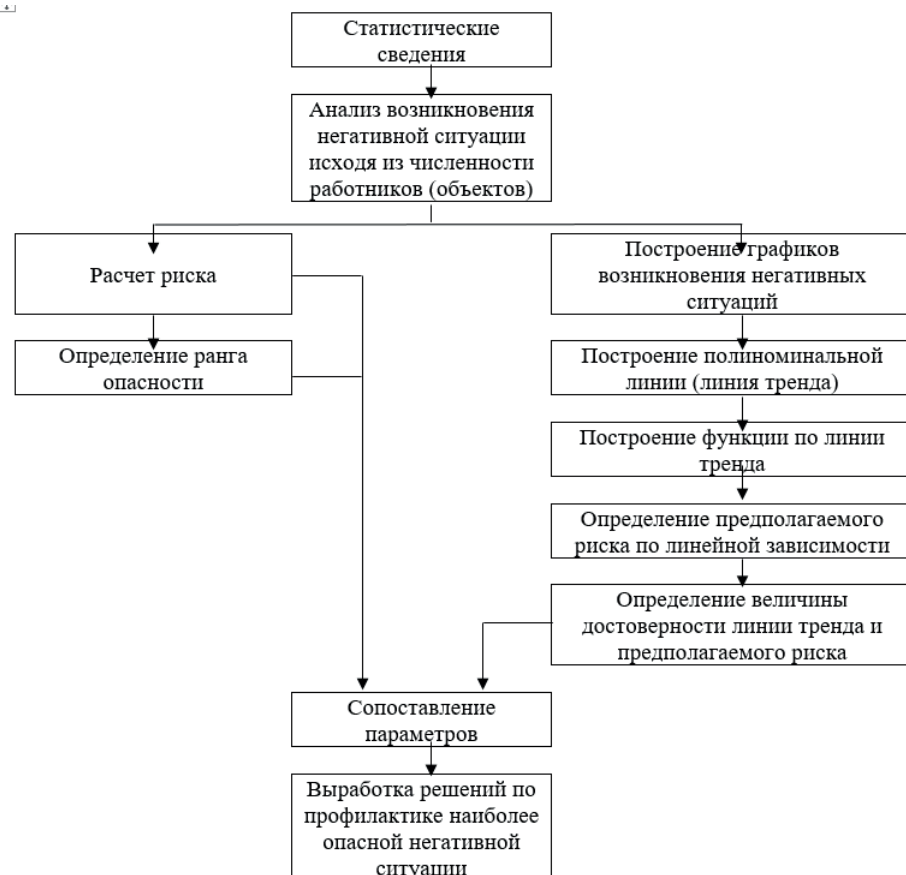 Статистические
сведения
Анализ возникновения
негативной ситуации
исходя из численности
работников (объектов)
Расчет риска
Определение ранга
опасности
Построение графиков
возникновения негативных
ситуаций
Построение полиноминальной
линии (линия тренда)
Построение функции по линии
тренда
Определение предполагаемого
риска по линейной зависимости
Определение величины
достоверности линии тренда и
предполагаемого риска
Сопоставление
параметров
Выработка решений по
профилактике наиболее
опасной негативной
ситуации